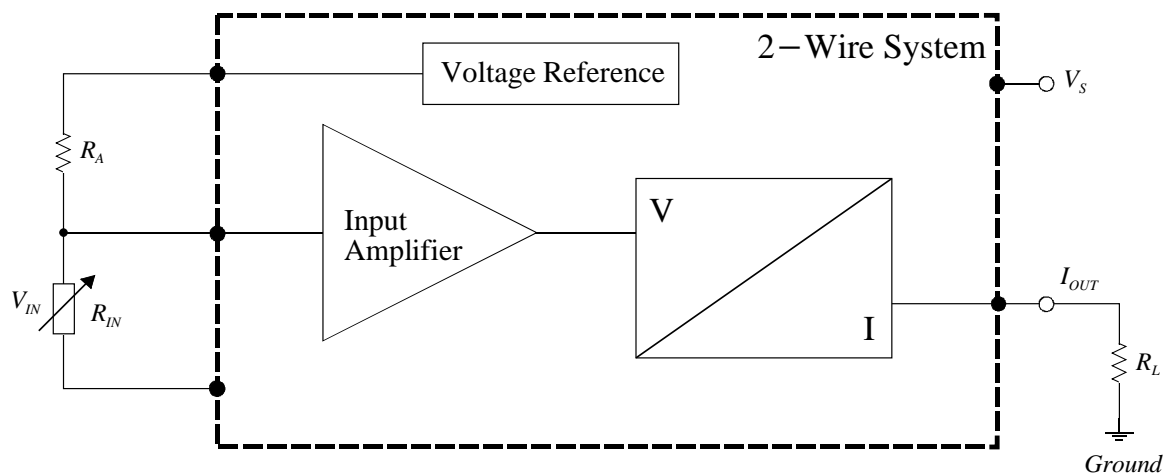 2−Wire System
Voltage Reference
V_S
R_A
Input
Amplifier
V
I
V_IN
R_IN
I_OUT
R_L
Ground